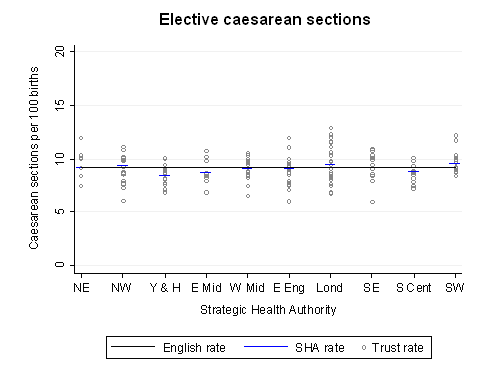 Elective caesarean sections
Caesarean sections per 100 births
20
15
10
5
0
NE NW Y & H E Mid W Mid E Eng Lond SE S Cent SW
Strategic Health Authority
English rate SHA rate Trust rate